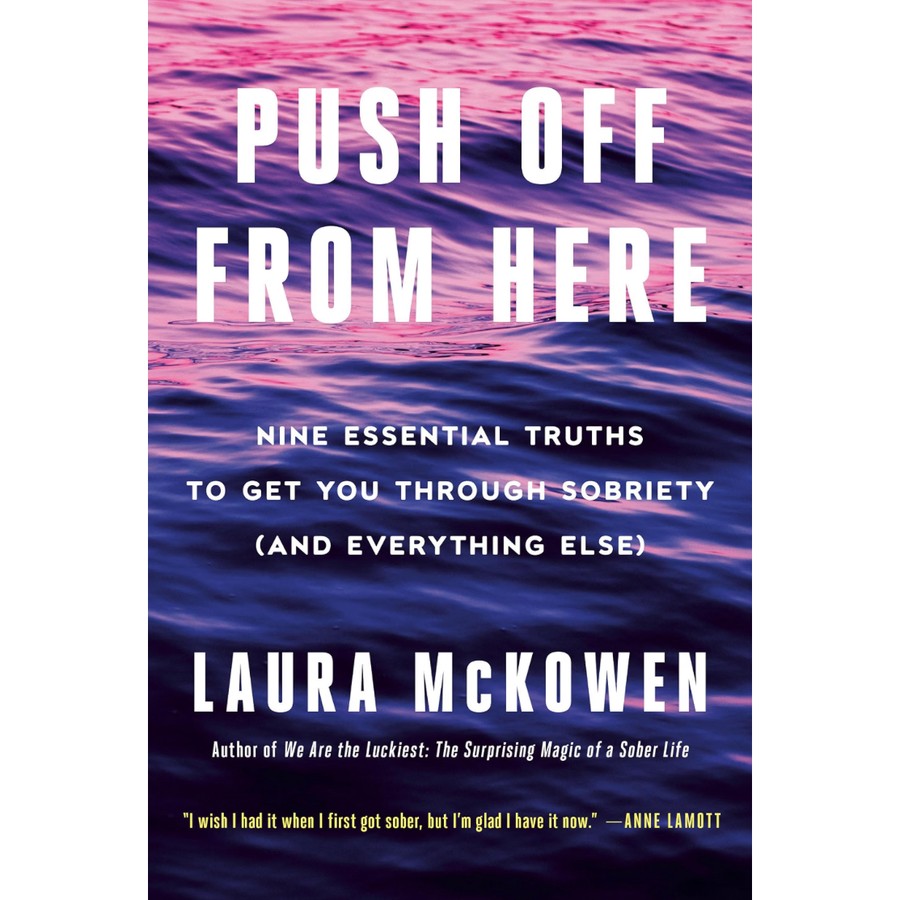 PUSH OFF
FROM HERE
NINE ESSENTIAL TRUTHS
TO GET YOU THROUGH SOBRIETY
(AND EVERYTHING ELSE)
LAURA McKOWEN
Author of We Are the Luckiest: The Surprising Magic of a Sober Life
"I wish I had it when I first got sober, but I'm glad I have it now." —ANNE LAMOTT